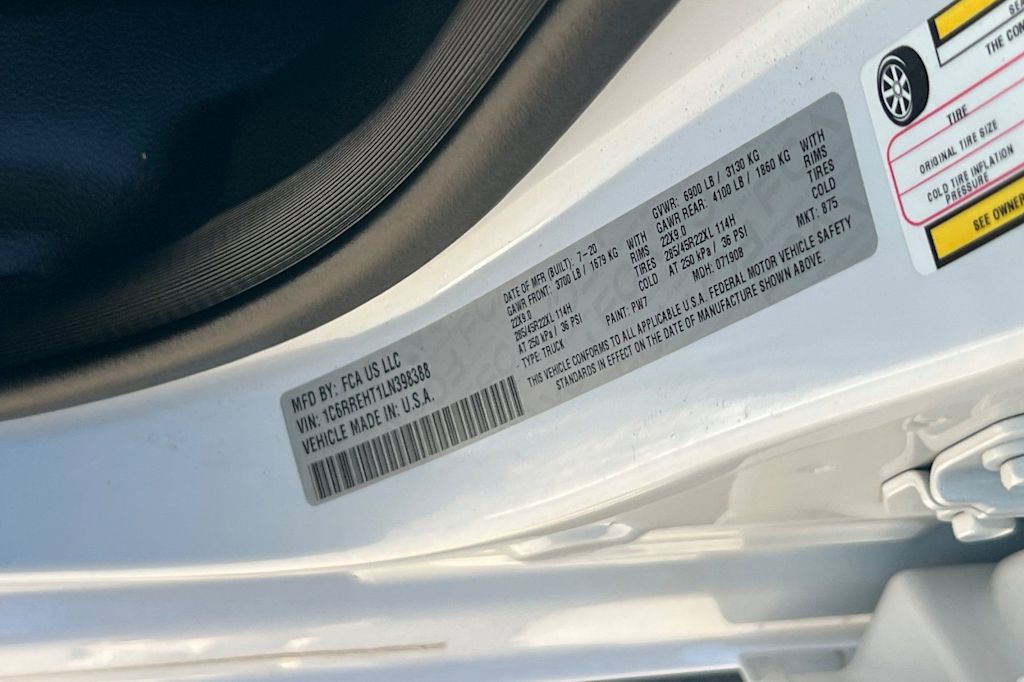 MFD BY: FCA US LLC
VIN: 1C6RREHT1LN398388
VEHICLE MADE IN: U.S.A.
DATE OF MFR (BUILT): 7-20 GVWR: 6900 LB / 3130 KG
GAWR FRONT: 3700 LB / 1679 KG WITH GAWR REAR: 4100 LB / 1860 KG WITH
22X9.0 RIMS 22X9.0 RIMS
285/45R22XL 114H TIRES 285/45R22XL 114H TIRES
AT 250 kPa / 36 PSI COLD AT 250 kPa / 36 PSI COLD
TYPE: TRUCK PAINT: PW7 MDH: 071908 MKT: 875
THIS VEHICLE CONFORMS TO ALL APPLICABLE U.S.A. FEDERAL MOTOR VEHICLE SAFETY
STANDARDS IN EFFECT ON THE DATE OF MANUFACTURE SHOWN ABOVE.
THE
TIRE
ORIGINAL TIRE SIZE
COLD TIRE INFLATION
PRESSURE
SEE OWNER